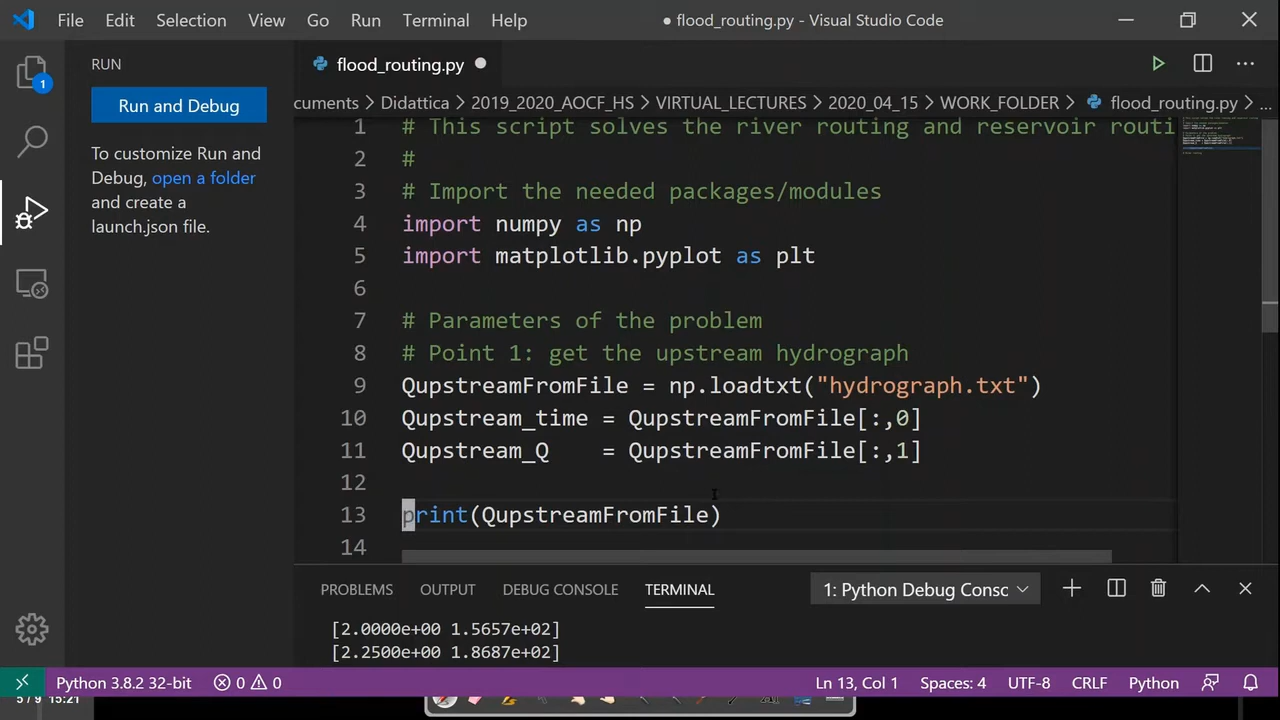 File Edit Selection View Go Run Terminal Help ● flood_routing.py - Visual Studio Code
RUN
flood_routing.py
1
Run and Debug
cuments > Didattica > 2019_2020_AOCF_HS > VIRTUAL_LECTURES > 2020_04_15 > WORK_FOLDER > flood_routing.py > ...
To customize Run and
Debug, open a folder
and create a
launch.json file.
1 # This script solves the river routing and reservoir routi
2 #
3 # Import the needed packages/modules
4 import numpy as np
5 import matplotlib.pyplot as plt
6
7 # Parameters of the problem
8 # Point 1: get the upstream hydrograph
9 QupstreamFromFile = np.loadtxt("hydrograph.txt")
10 Qupstream_time = QupstreamFromFile[:,0]
11 Qupstream_Q    = QupstreamFromFile[:,1]
12
13 print(QupstreamFromFile)
14
PROBLEMS OUTPUT DEBUG CONSOLE TERMINAL 1: Python Debug Consc
[2.0000e+00 1.5657e+02]
[2.2500e+00 1.8687e+02]
Python 3.8.2 32-bit 0 0 Ln 13, Col 1 Spaces: 4 UTF-8 CRLF Python
5 / 9 15:21